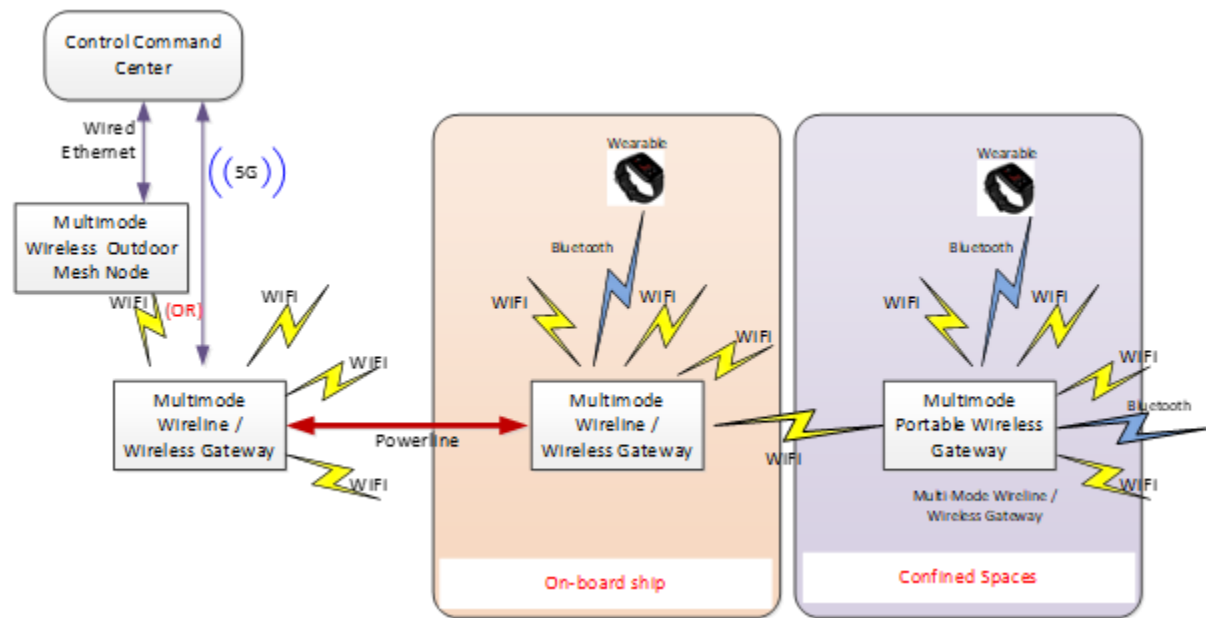 Control Command
Center
Wired
Ethernet
((5G))
Multimode
Wireless Outdoor
Mesh Node
WIFI
(OR)
WIFI
WIFI
Multimode
Wireline /
Wireless Gateway
WIFI
Powerline
Wearable
Bluetooth
WIFI
WIFI
WIFI
Multimode
Wireline /
Wireless Gateway
WIFI
On-board ship
Wearable
Bluetooth
WIFI
WIFI
WIFI
Multimode
Portable Wireless
Gateway
Bluetooth
WIFI
Multi-Mode Wireline /
Wireless Gateway
Confined Spaces